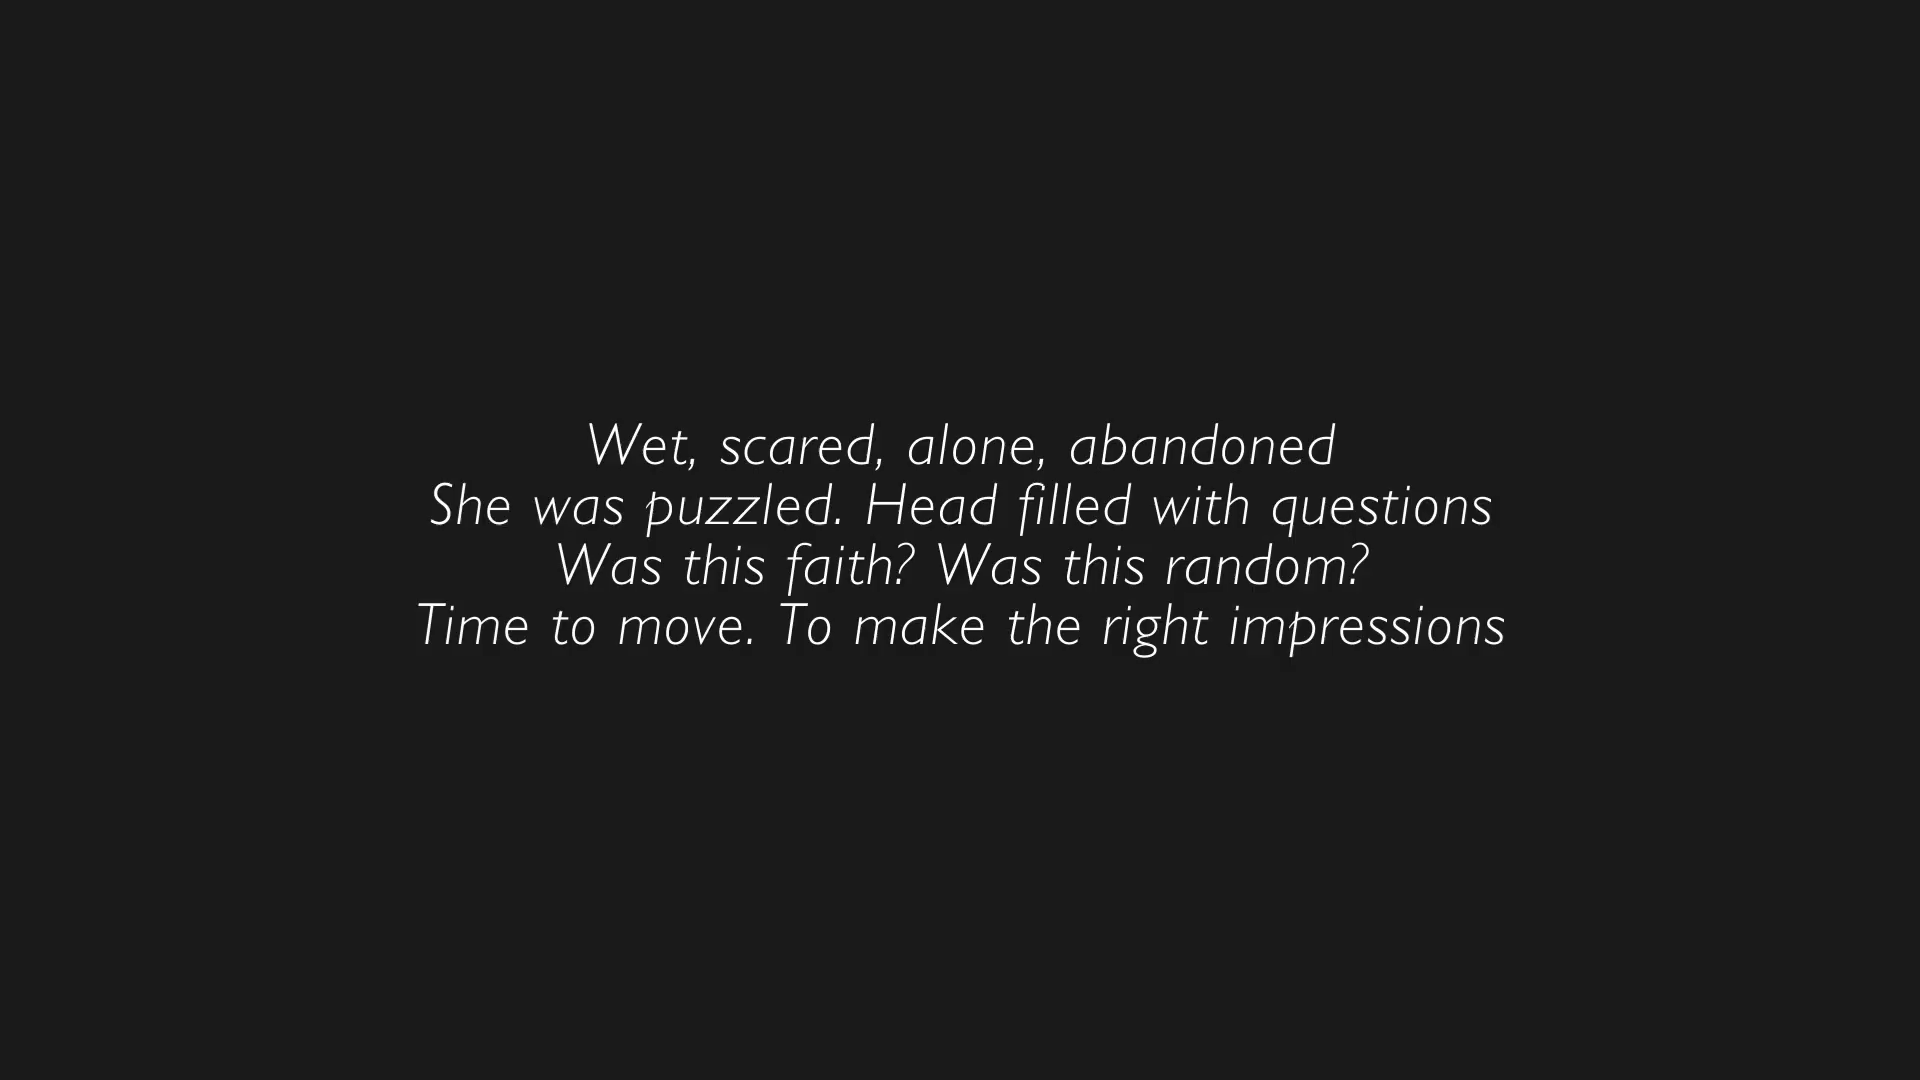 Wet, scared, alone, abandoned
She was puzzled. Head filled with questions
Was this faith? Was this random?
Time to move. To make the right impressions